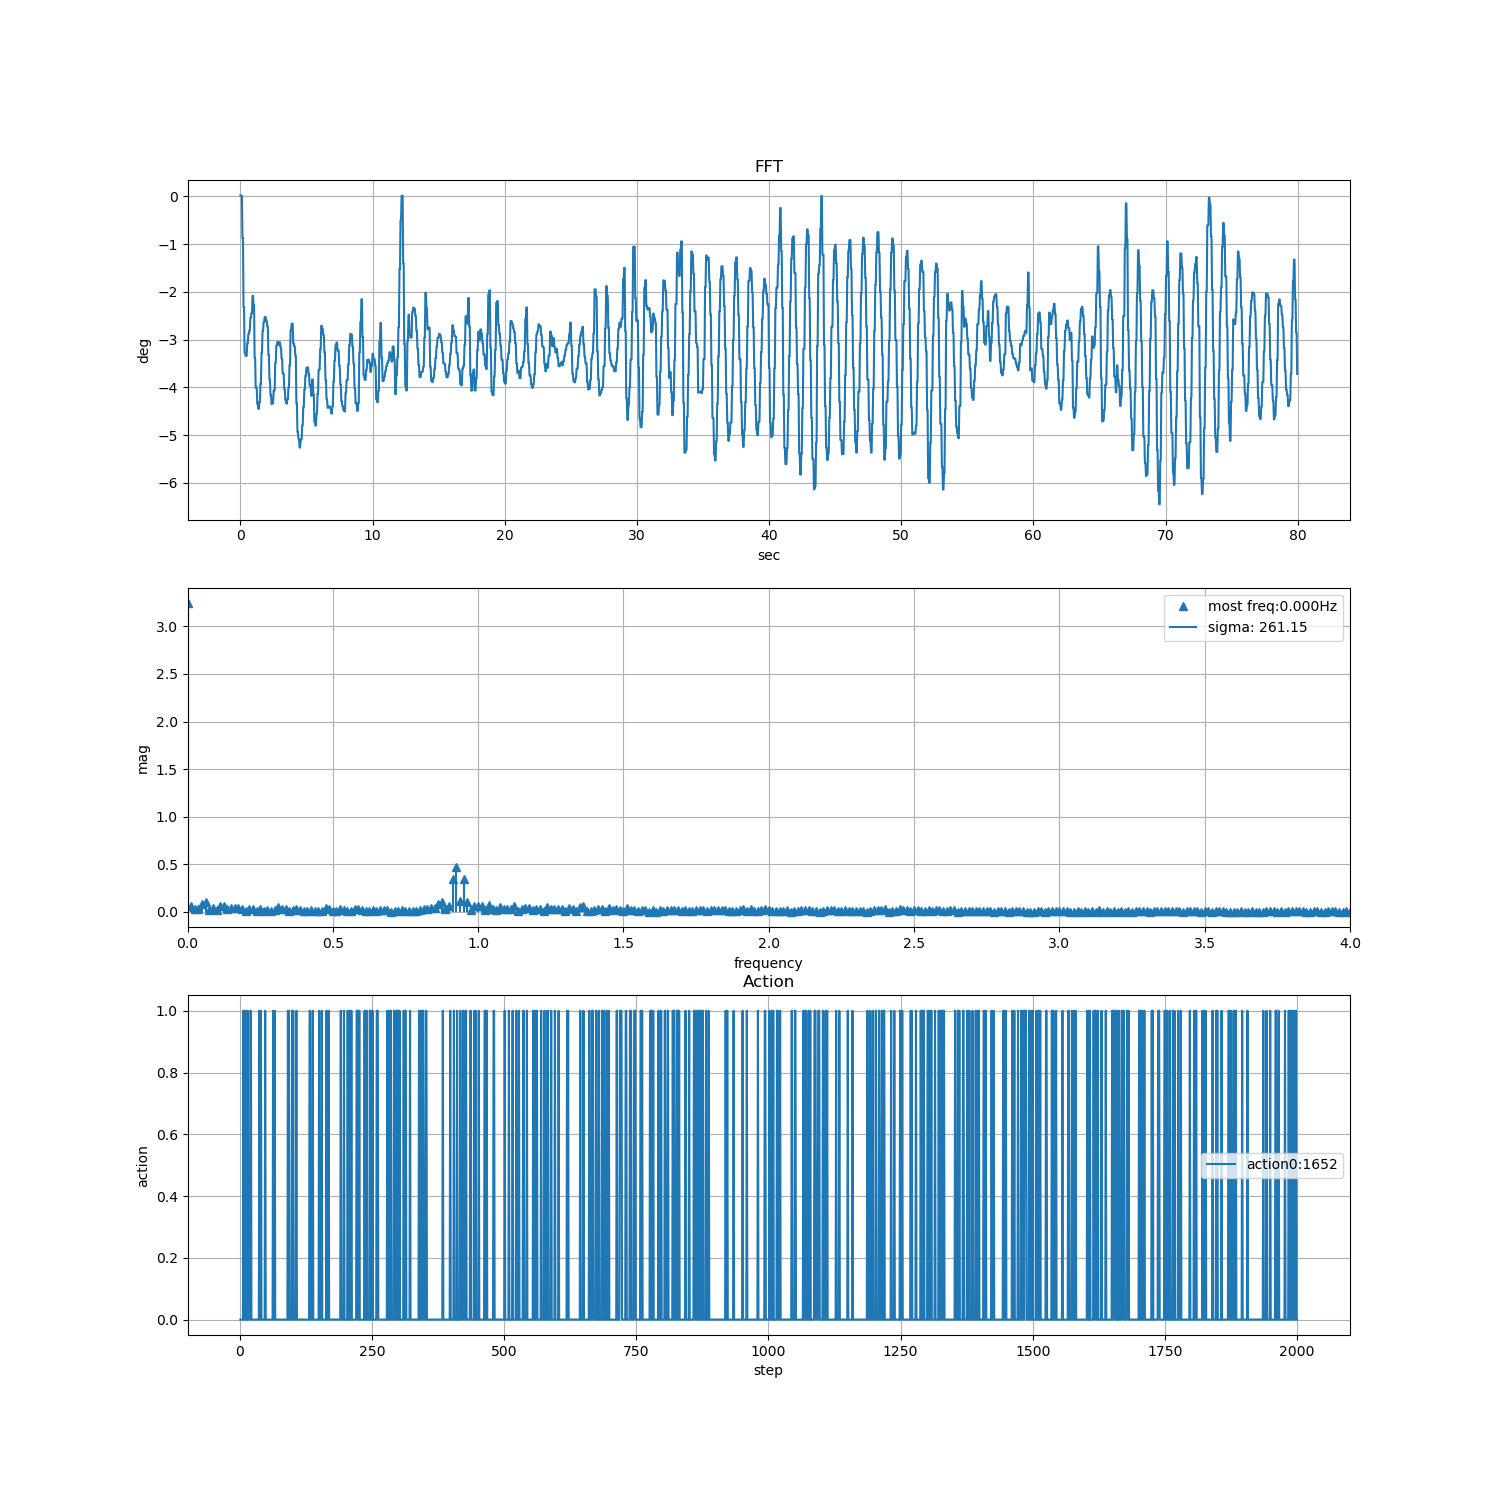 FFT
0
−1
−2
−3
−4
−5
−6
deg
0 10 20 30 40 50 60 70 80
sec
most freq:0.000Hz
sigma: 261.15
3.0
2.5
2.0
1.5
1.0
0.5
0.0
mag
0.0 0.5 1.0 1.5 2.0 2.5 3.0 3.5 4.0
frequency
Action
1.0
0.8
0.6
0.4
0.2
0.0
action
action0:1652
0 250 500 750 1000 1250 1500 1750 2000
step